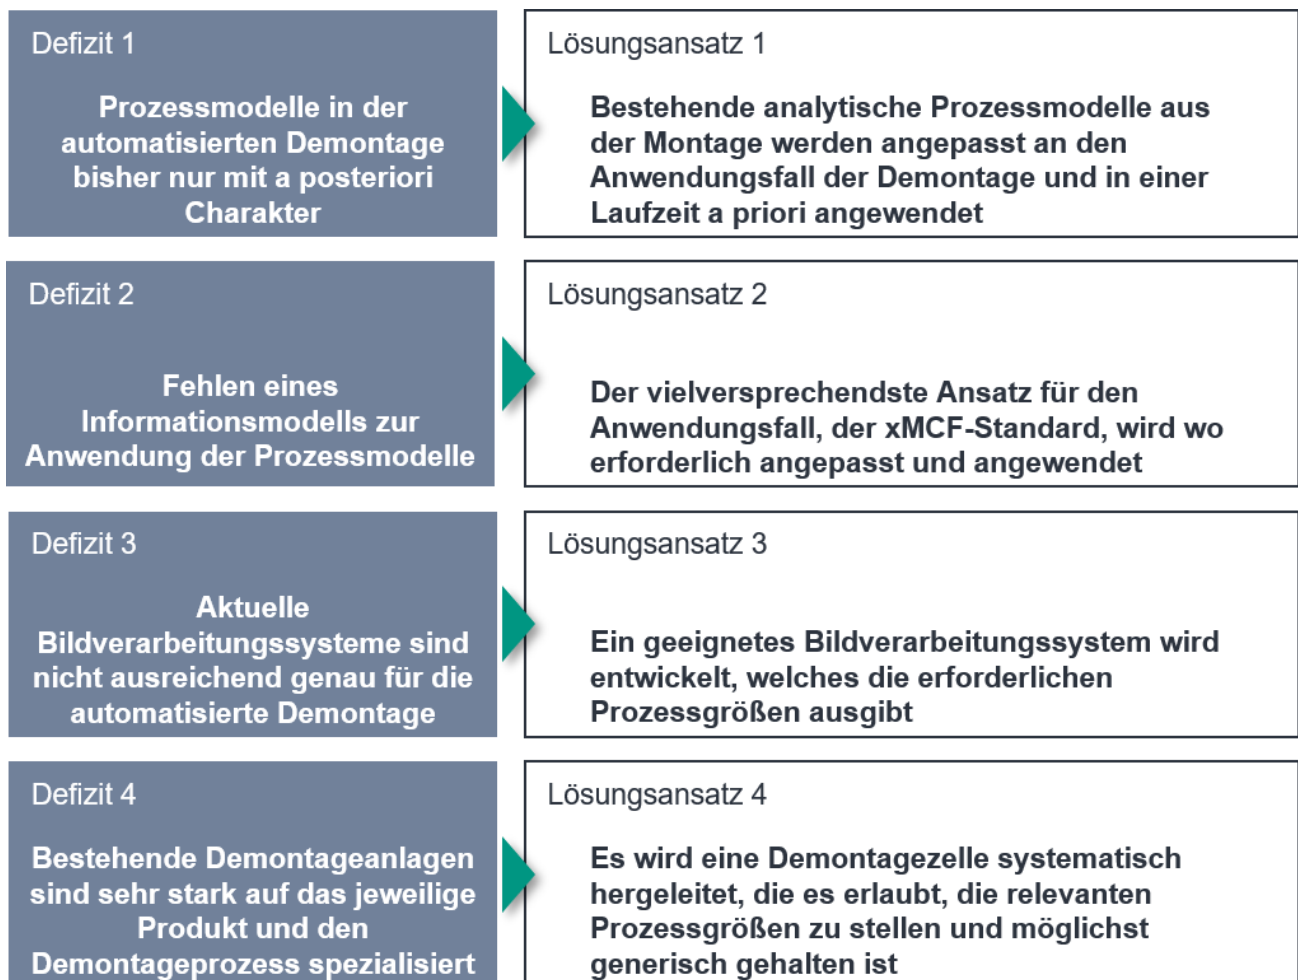 Defizit 1
Prozessmodelle in der
automatisierten Demontage
bisher nur mit a posteriori
Charakter
Lösungsansatz 1
Bestehende analytische Prozessmodelle aus
der Montage werden angepasst an den
Anwendungsfall der Demontage und in einer
Laufzeit a priori angewendet
Defizit 2
Fehlen eines
Informationsmodells zur
Anwendung der Prozessmodelle
Lösungsansatz 2
Der vielversprechendste Ansatz für den
Anwendungsfall, der xMCF-Standard, wird wo
erforderlich angepasst und angewendet
Defizit 3
Aktuelle
Bildverarbeitungssysteme sind
nicht ausreichend genau für die
automatisierte Demontage
Lösungsansatz 3
Ein geeignetes Bildverarbeitungssystem wird
entwickelt, welches die erforderlichen
Prozessgrößen ausgibt
Defizit 4
Bestehende Demontageanlagen
sind sehr stark auf das jeweilige
Produkt und den
Demontageprozess spezialisiert
Lösungsansatz 4
Es wird eine Demontagezelle systematisch
hergeleitet, die es erlaubt, die relevanten
Prozessgrößen zu stellen und möglichst
generisch gehalten ist